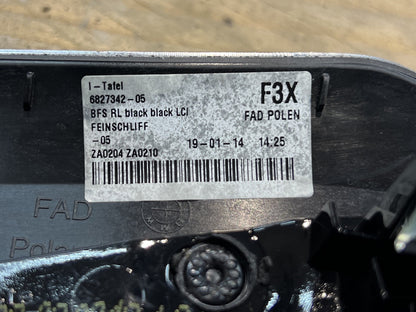 I-Tafel
6827342-05
BFS RL black black LCI
FEINSCHLIFF
-05
ZA0204 ZA0210
F3X
FAD POLEN
19-01-14 14:25
FAD
Polen